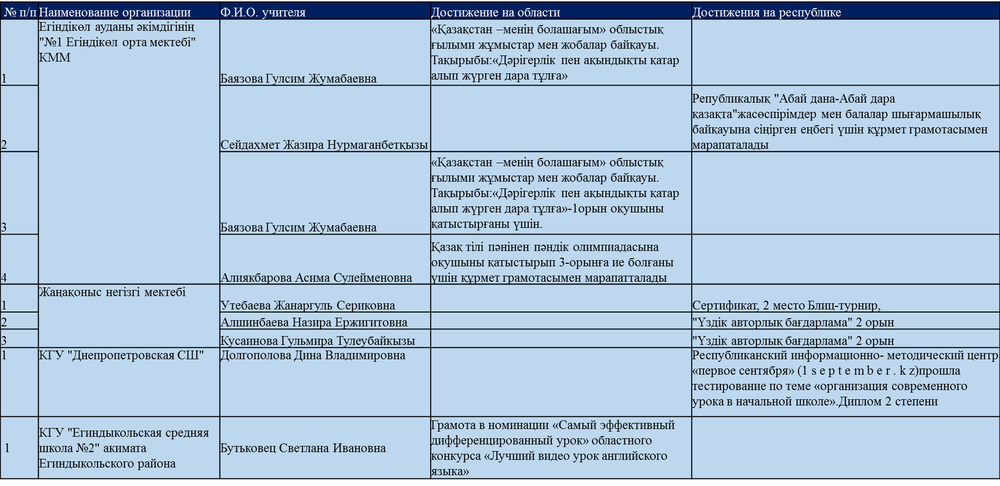 № п/п Наименование организации Ф.И.О. учителя Достижение на области Достижения на республике
1
Егіндікөл ауданы әкімдігінің
"№1 Егіндікөл орта мектебі"
КММ
Баязова Гулсим Жумабаевна
«Қазақстан –менің болашағым» облыстық
ғылыми жұмыстар мен жобалар байқауы.
Тақырыбы:«Дәрігерлік пен ақындықты қатар
алып жүрген дара тұлға»
2
Сейдахмет Жазира Нурмаганбетқызы
Републикалық "Абай дана-Абай дара
қазақта"жасөспірімдер мен балалар шығармашылық
байқауына сіңірген еңбегі үшін құрмет грамотасымен
марапаталады
3
Баязова Гулсим Жумабаевна
«Қазақстан –менің болашағым» облыстық
ғылыми жұмыстар мен жобалар байқауы.
Тақырыбы:«Дәрігерлік пен ақындықты қатар
алып жүрген дара тұлға»-1орын оқушыны
қатыстырғаны үшін.
4
Алиякбарова Асима Сулейменовна
Қазақ тілі пәнінен пәндік олимпиадасына
оқушыны қатыстырып 3-орынға ие болғаны
үшін құрмет грамотасымен марапатталады
1
Жаңақоныс негізгі мектебі
Утебаева Жанаргуль Сериковна
Сертификат, 2 место Блиц-турнир,
2
Алшинбаева Назира Ержигитовна
"Үздік авторлық бағдарлама" 2 орын
3
Кусаинова Гульмира Тулеубайкызы
"Үздік авторлық бағдарлама" 2 орын
1
КГУ "Днепропетровская СШ"
Долгополова Дина Владимировна
Республиканский информационно- методический центр
«первое сентября» (1 s e p t e m b e r . k z)прошла
тестирование по теме «организация современного
урока в начальной школе».Диплом 2 степени
1
КГУ "Егиндыкольская средняя
школа №2" акимата
Егиндыкольского района
Бутьковец Светлана Ивановна
Грамота в номинации «Самый эффективный
дифференцированный урок» областного
конкурса «Лучший видео урок английского
языка»